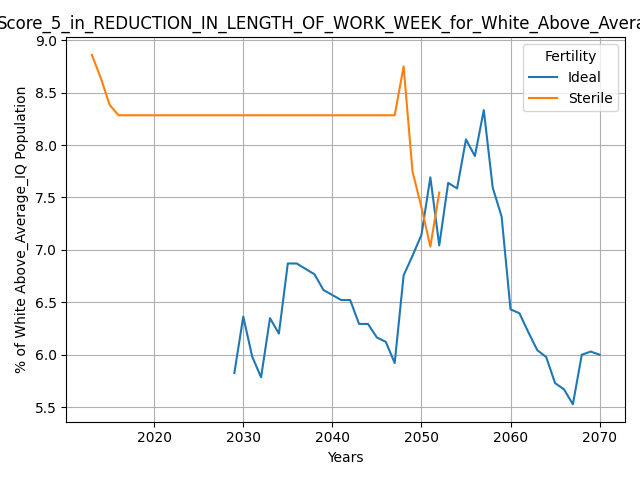 Score_5_in_REDUCTION_IN_LENGTH_OF_WORK_WEEK_for_White_Above_Avera
9.0
8.5
8.0
7.5
7.0
6.5
6.0
5.5
% of White Above_Average_IQ Population
Fertility
Ideal
Sterile
2020 2030 2040 2050 2060 2070
Years